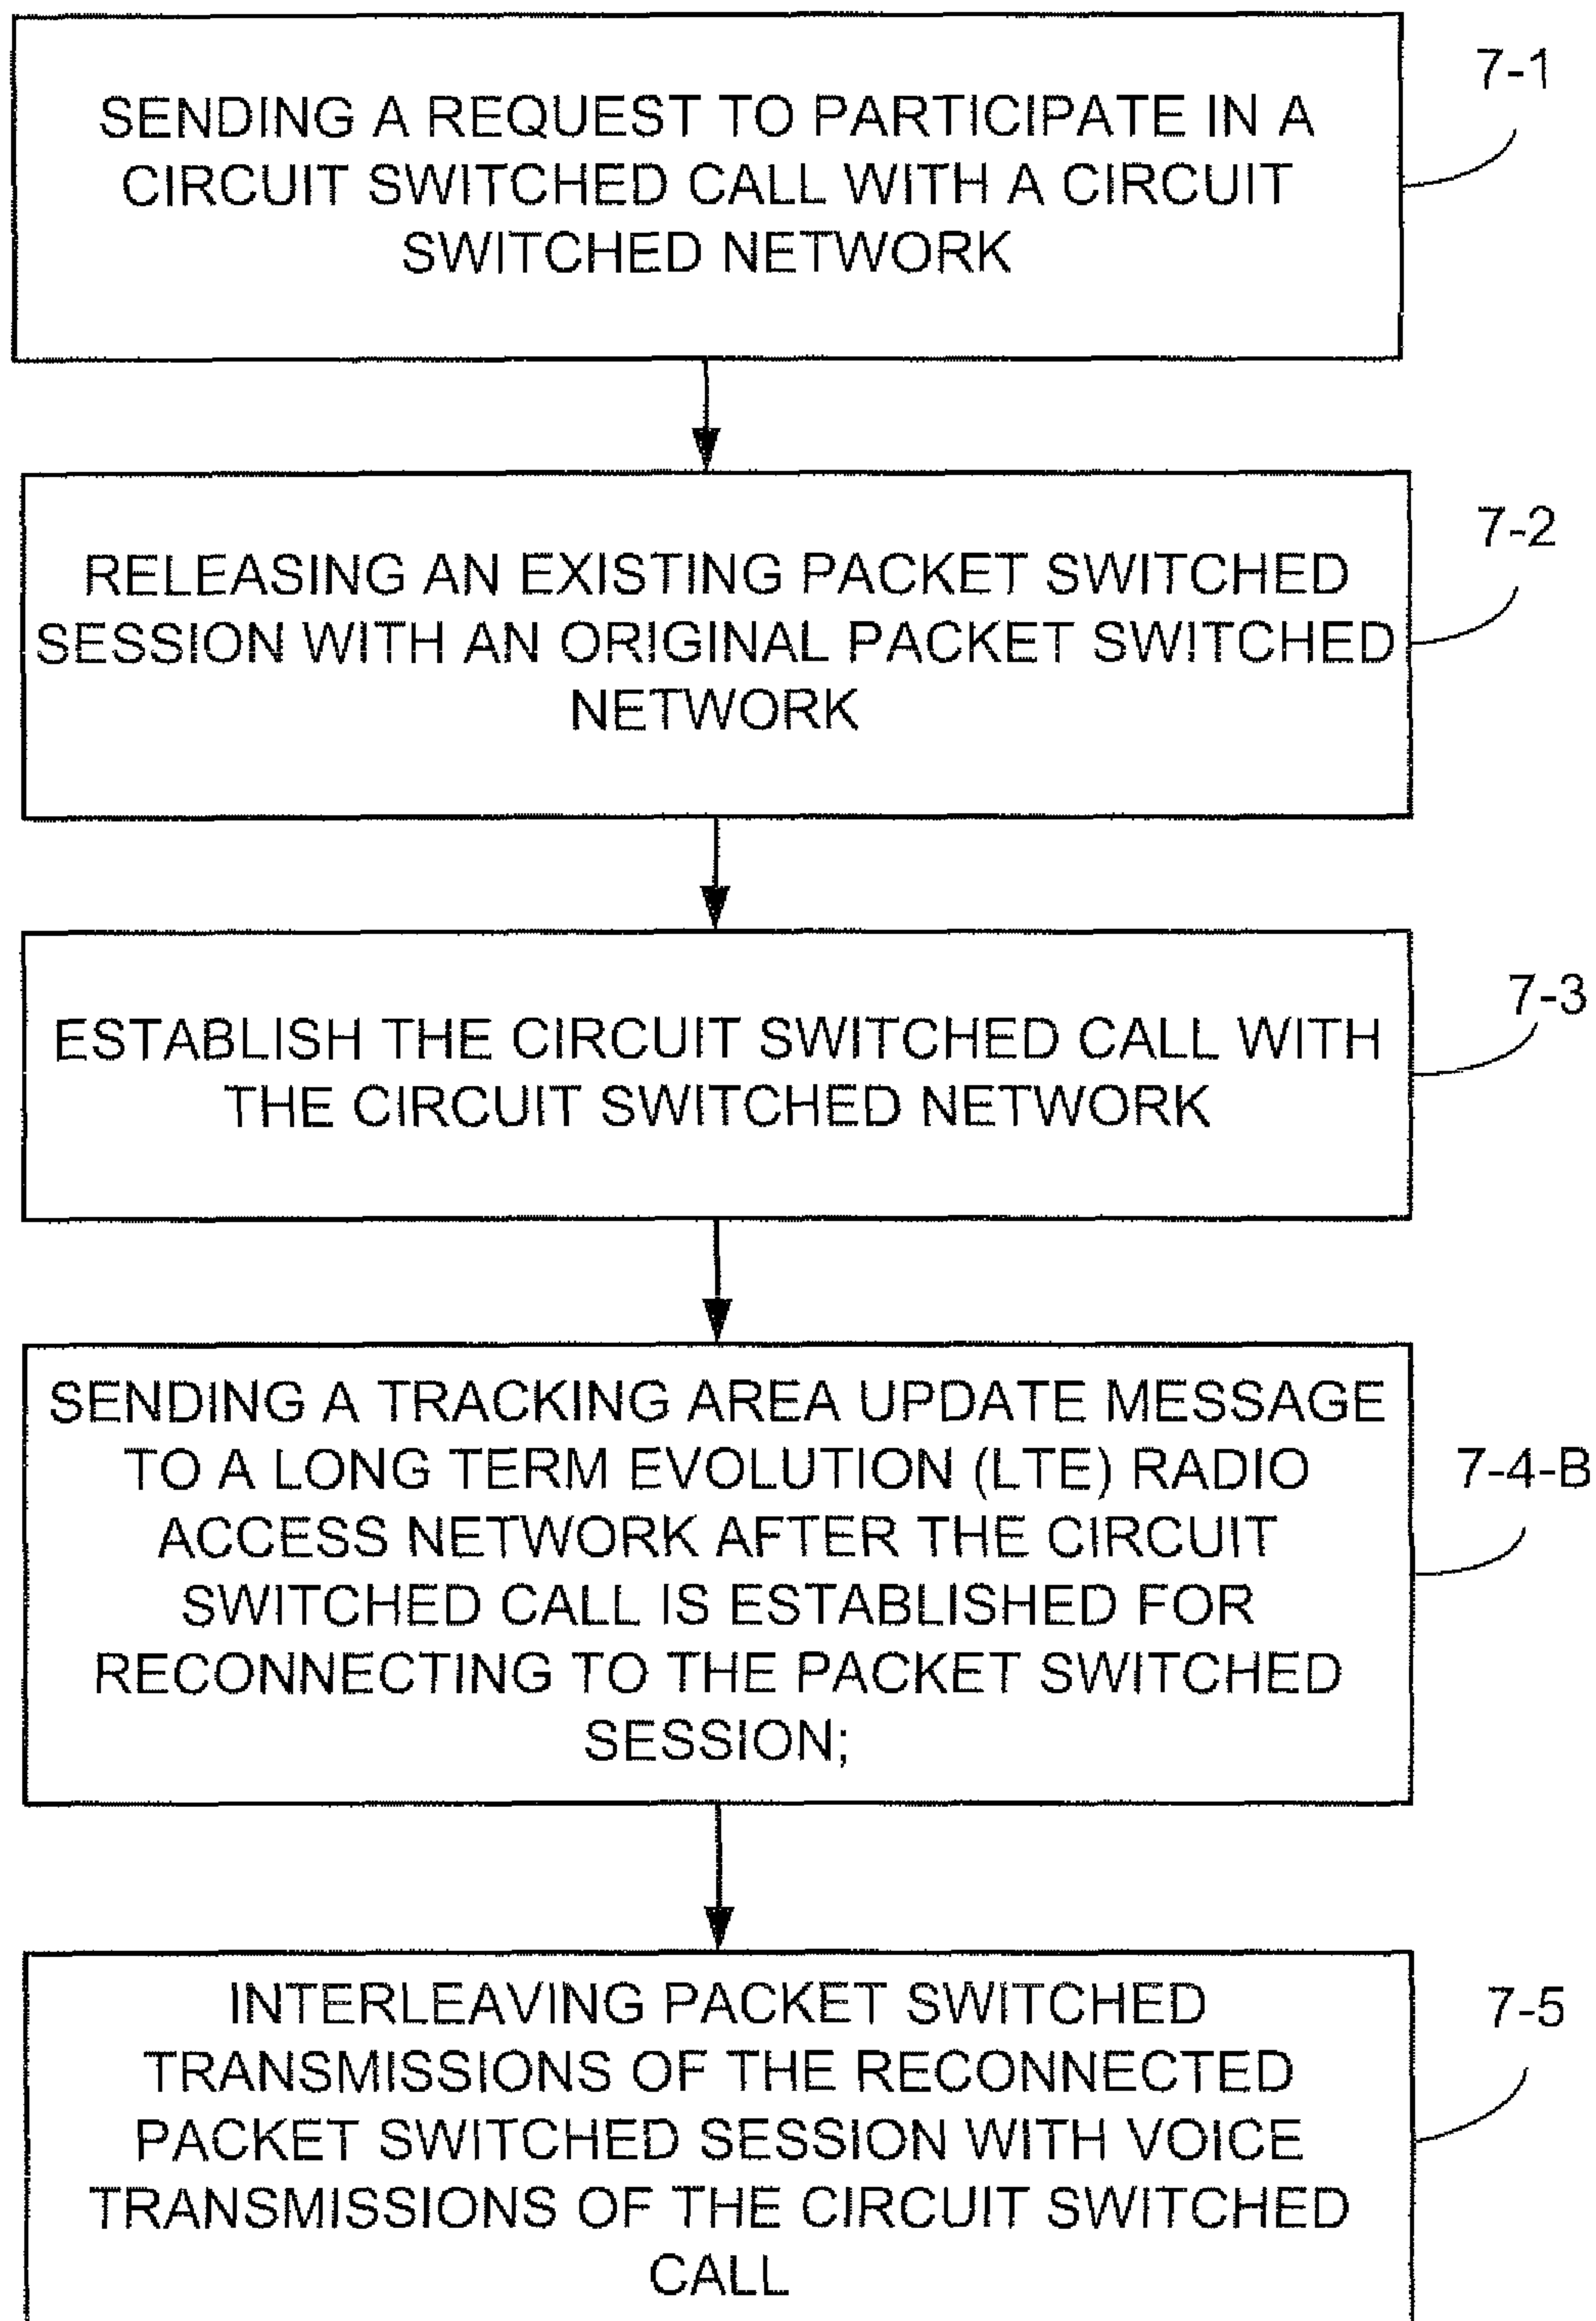 7-1
SENDING A REQUEST TO PARTICIPATE IN A
CIRCUIT SWITCHED CALL WITH A CIRCUIT
SWITCHED NETWORK
7-2
RELEASING AN EXISTING PACKET SWITCHED
SESSION WITH AN ORIGINAL PACKET SWITCHED
NETWORK
7-3
ESTABLISH THE CIRCUIT SWITCHED CALL WITH
THE CIRCUIT SWITCHED NETWORK
7-4-B
SENDING A TRACKING AREA UPDATE MESSAGE
TO A LONG TERM EVOLUTION (LTE) RADIO
ACCESS NETWORK AFTER THE CIRCUIT
SWITCHED CALL IS ESTABLISHED FOR
RECONNECTING TO THE PACKET SWITCHED
SESSION;
7-5
INTERLEAVING PACKET SWITCHED
TRANSMISSIONS OF THE RECONNECTED
PACKET SWITCHED SESSION WITH VOICE
TRANSMISSIONS OF THE CIRCUIT SWITCHED
CALL